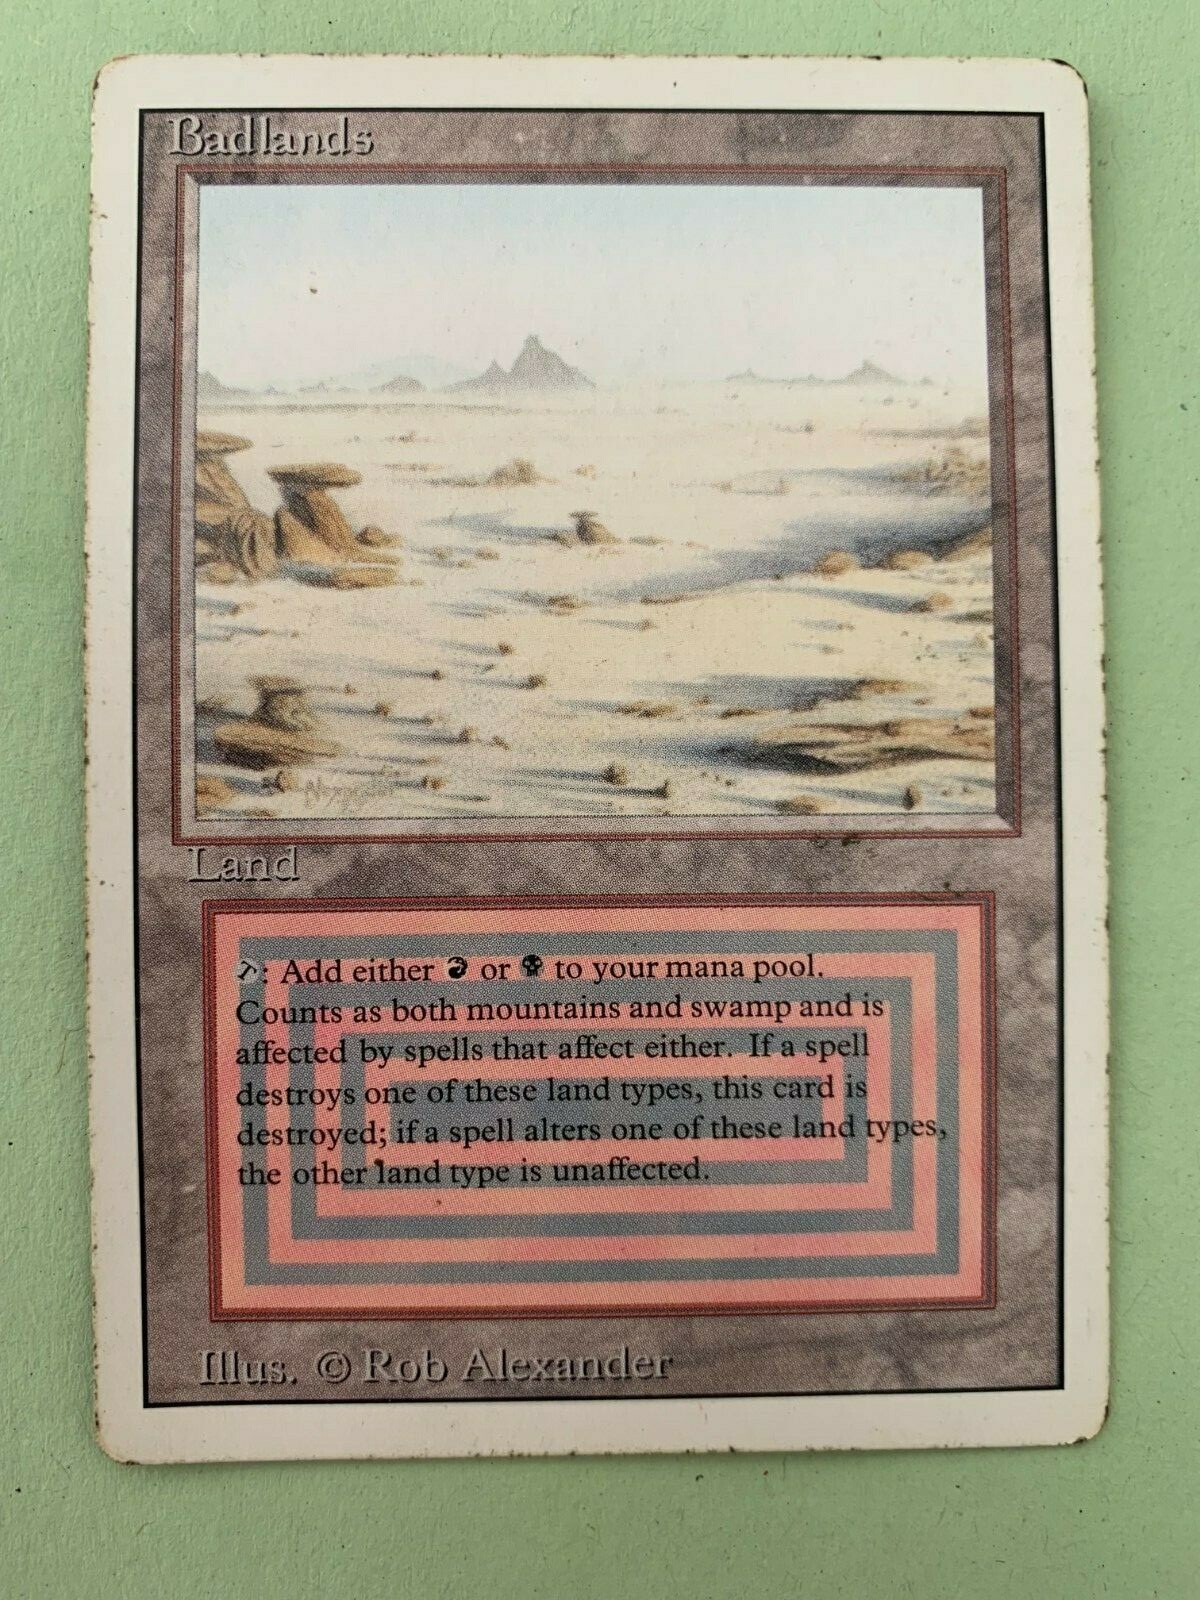 Badlands
Land
T: Add either or to your mana pool.
Counts as both mountains and swamp and is
affected by spells that affect either. If a spell
destroys one of these land types, this card is
destroyed; if a spell alters one of these land types,
the other land type is unaffected.
Illus. © Rob Alexander